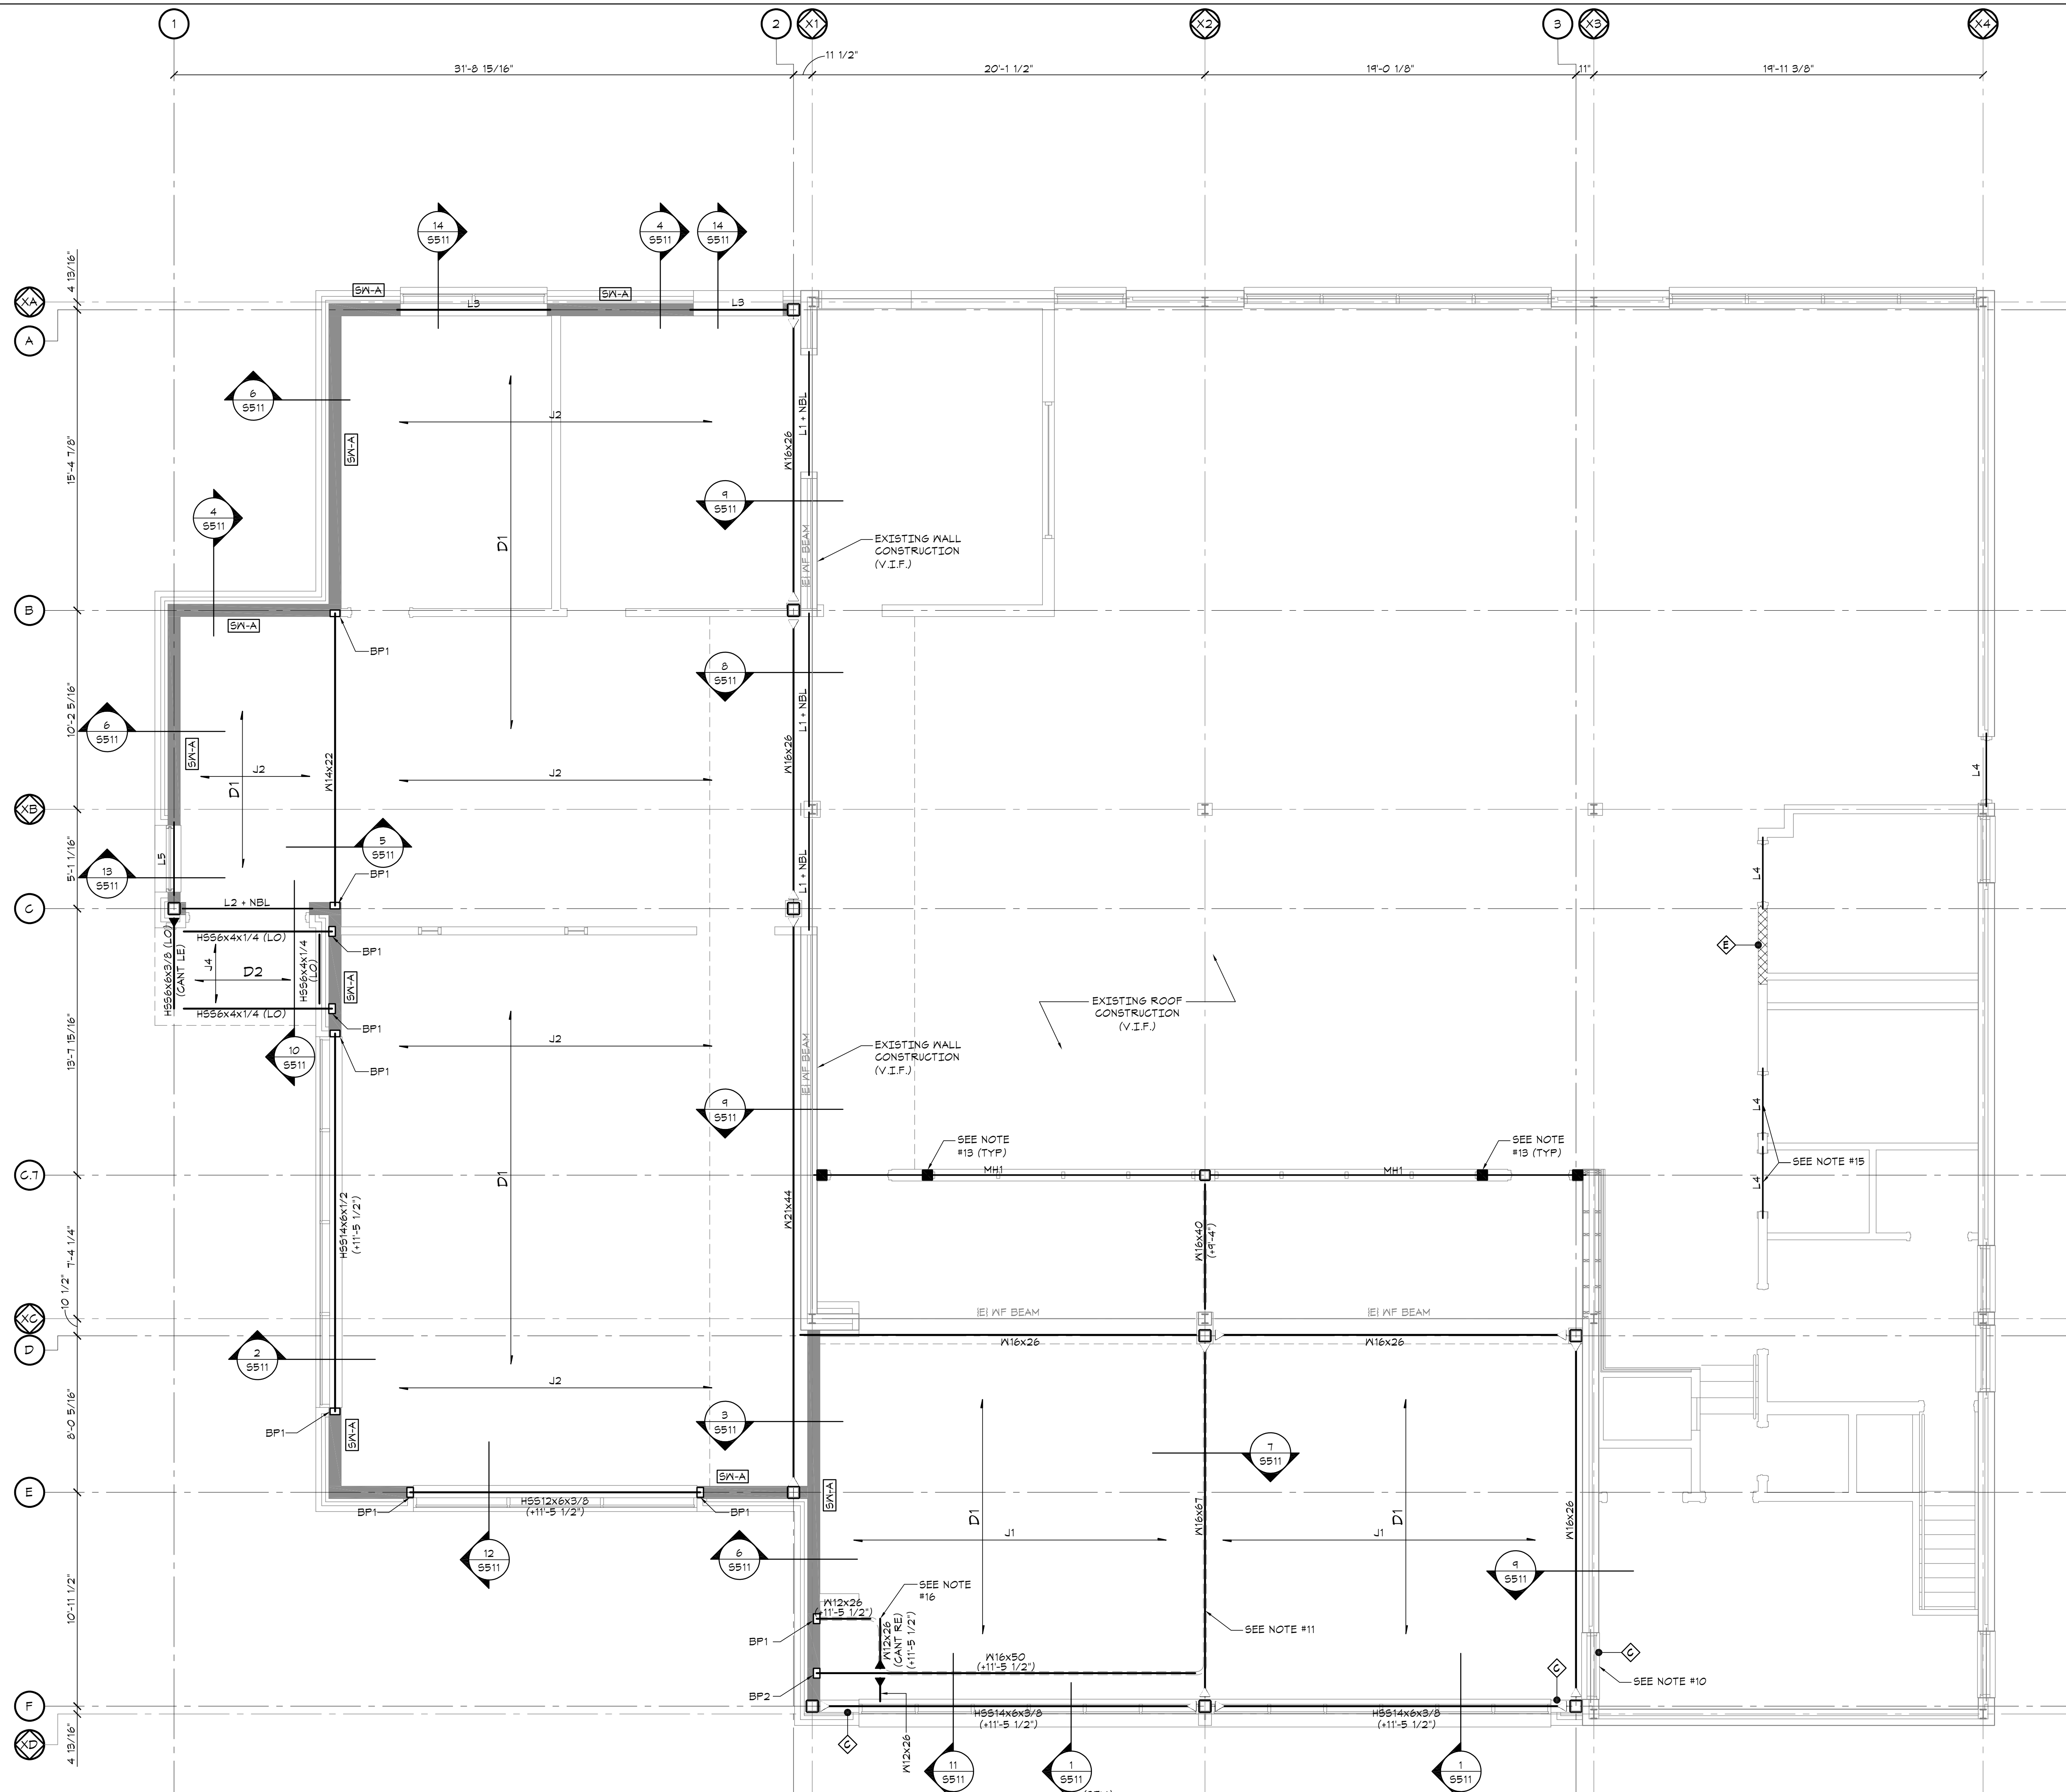 1
2
X1
X2
3
X3
X4
31'-8 15/16"
11 1/2"
20'-1 1/2"
19'-0 1/8"
11"
19'-11 3/8"
14
S511
4
S511
14
S511
4 13/16"
XA
A
SW-A
SW-A
L3
L3
6
S511
J2
L1 + NBL
W16x26
SW-A
15'-4 7/8"
9
S511
4
S511
D1
|E| WF BEAM
EXISTING WALL
CONSTRUCTION
(V.I.F.)
B
SW-A
BP1
8
S511
10'-2 5/16"
6
S511
L1 + NBL
SW-A
D1
J2
W14x22
J2
W16x26
L4
XB
5
S511
5'-1 1/16"
13
S511
L5
BP1
L1 + NBL
L4
C
L2 + NBL
HSS6x6x3/8 (LO)
(CANT LE)
HSS6x4x1/4 (LO)
BP1
J4
D2
HSS6x4x1/4
(LO)
SW-A
E
HSS6x4x1/4 (LO)
BP1
EXISTING ROOF
CONSTRUCTION
(V.I.F.)
13'-7 15/16"
10
S511
BP1
J2
EXISTING WALL
CONSTRUCTION
(V.I.F.)
|E| WF BEAM
9
S511
L4
SEE NOTE
#13 (TYP)
SEE NOTE
#13 (TYP)
SEE NOTE #15
C.7
MH1
MH1
L4
D1
HSS14x6x1/2
(+11'-5 1/2")
W21x44
W16x40
(+9'-4")
7'-4 1/4"
10 1/2"
XC
|E| WF BEAM
|E| WF BEAM
D
W16x26
W16x26
2
S511
8'-0 5/16"
J2
3
S511
BP1
SW-A
7
S511
SW-A
SW-A
E
HSS12x6x3/8
(+11'-5 1/2")
BP1
BP1
D1
W16x67
D1
W16x26
J1
J1
12
S511
6
S511
9
S511
10'-11 1/2"
SEE NOTE
#16
W12x26
(+11'-5 1/2")
BP1
W12x26
(CANT RE)
(+11'-5 1/2")
SEE NOTE #11
C
W16x50
(+11'-5 1/2")
C
SEE NOTE #10
BP2
F
HSS14x6x3/8
(+11'-5 1/2")
HSS14x6x3/8
(+11'-5 1/2")
C
XD
4 13/16"
W12x26
11
S511
1
S511
1
S511